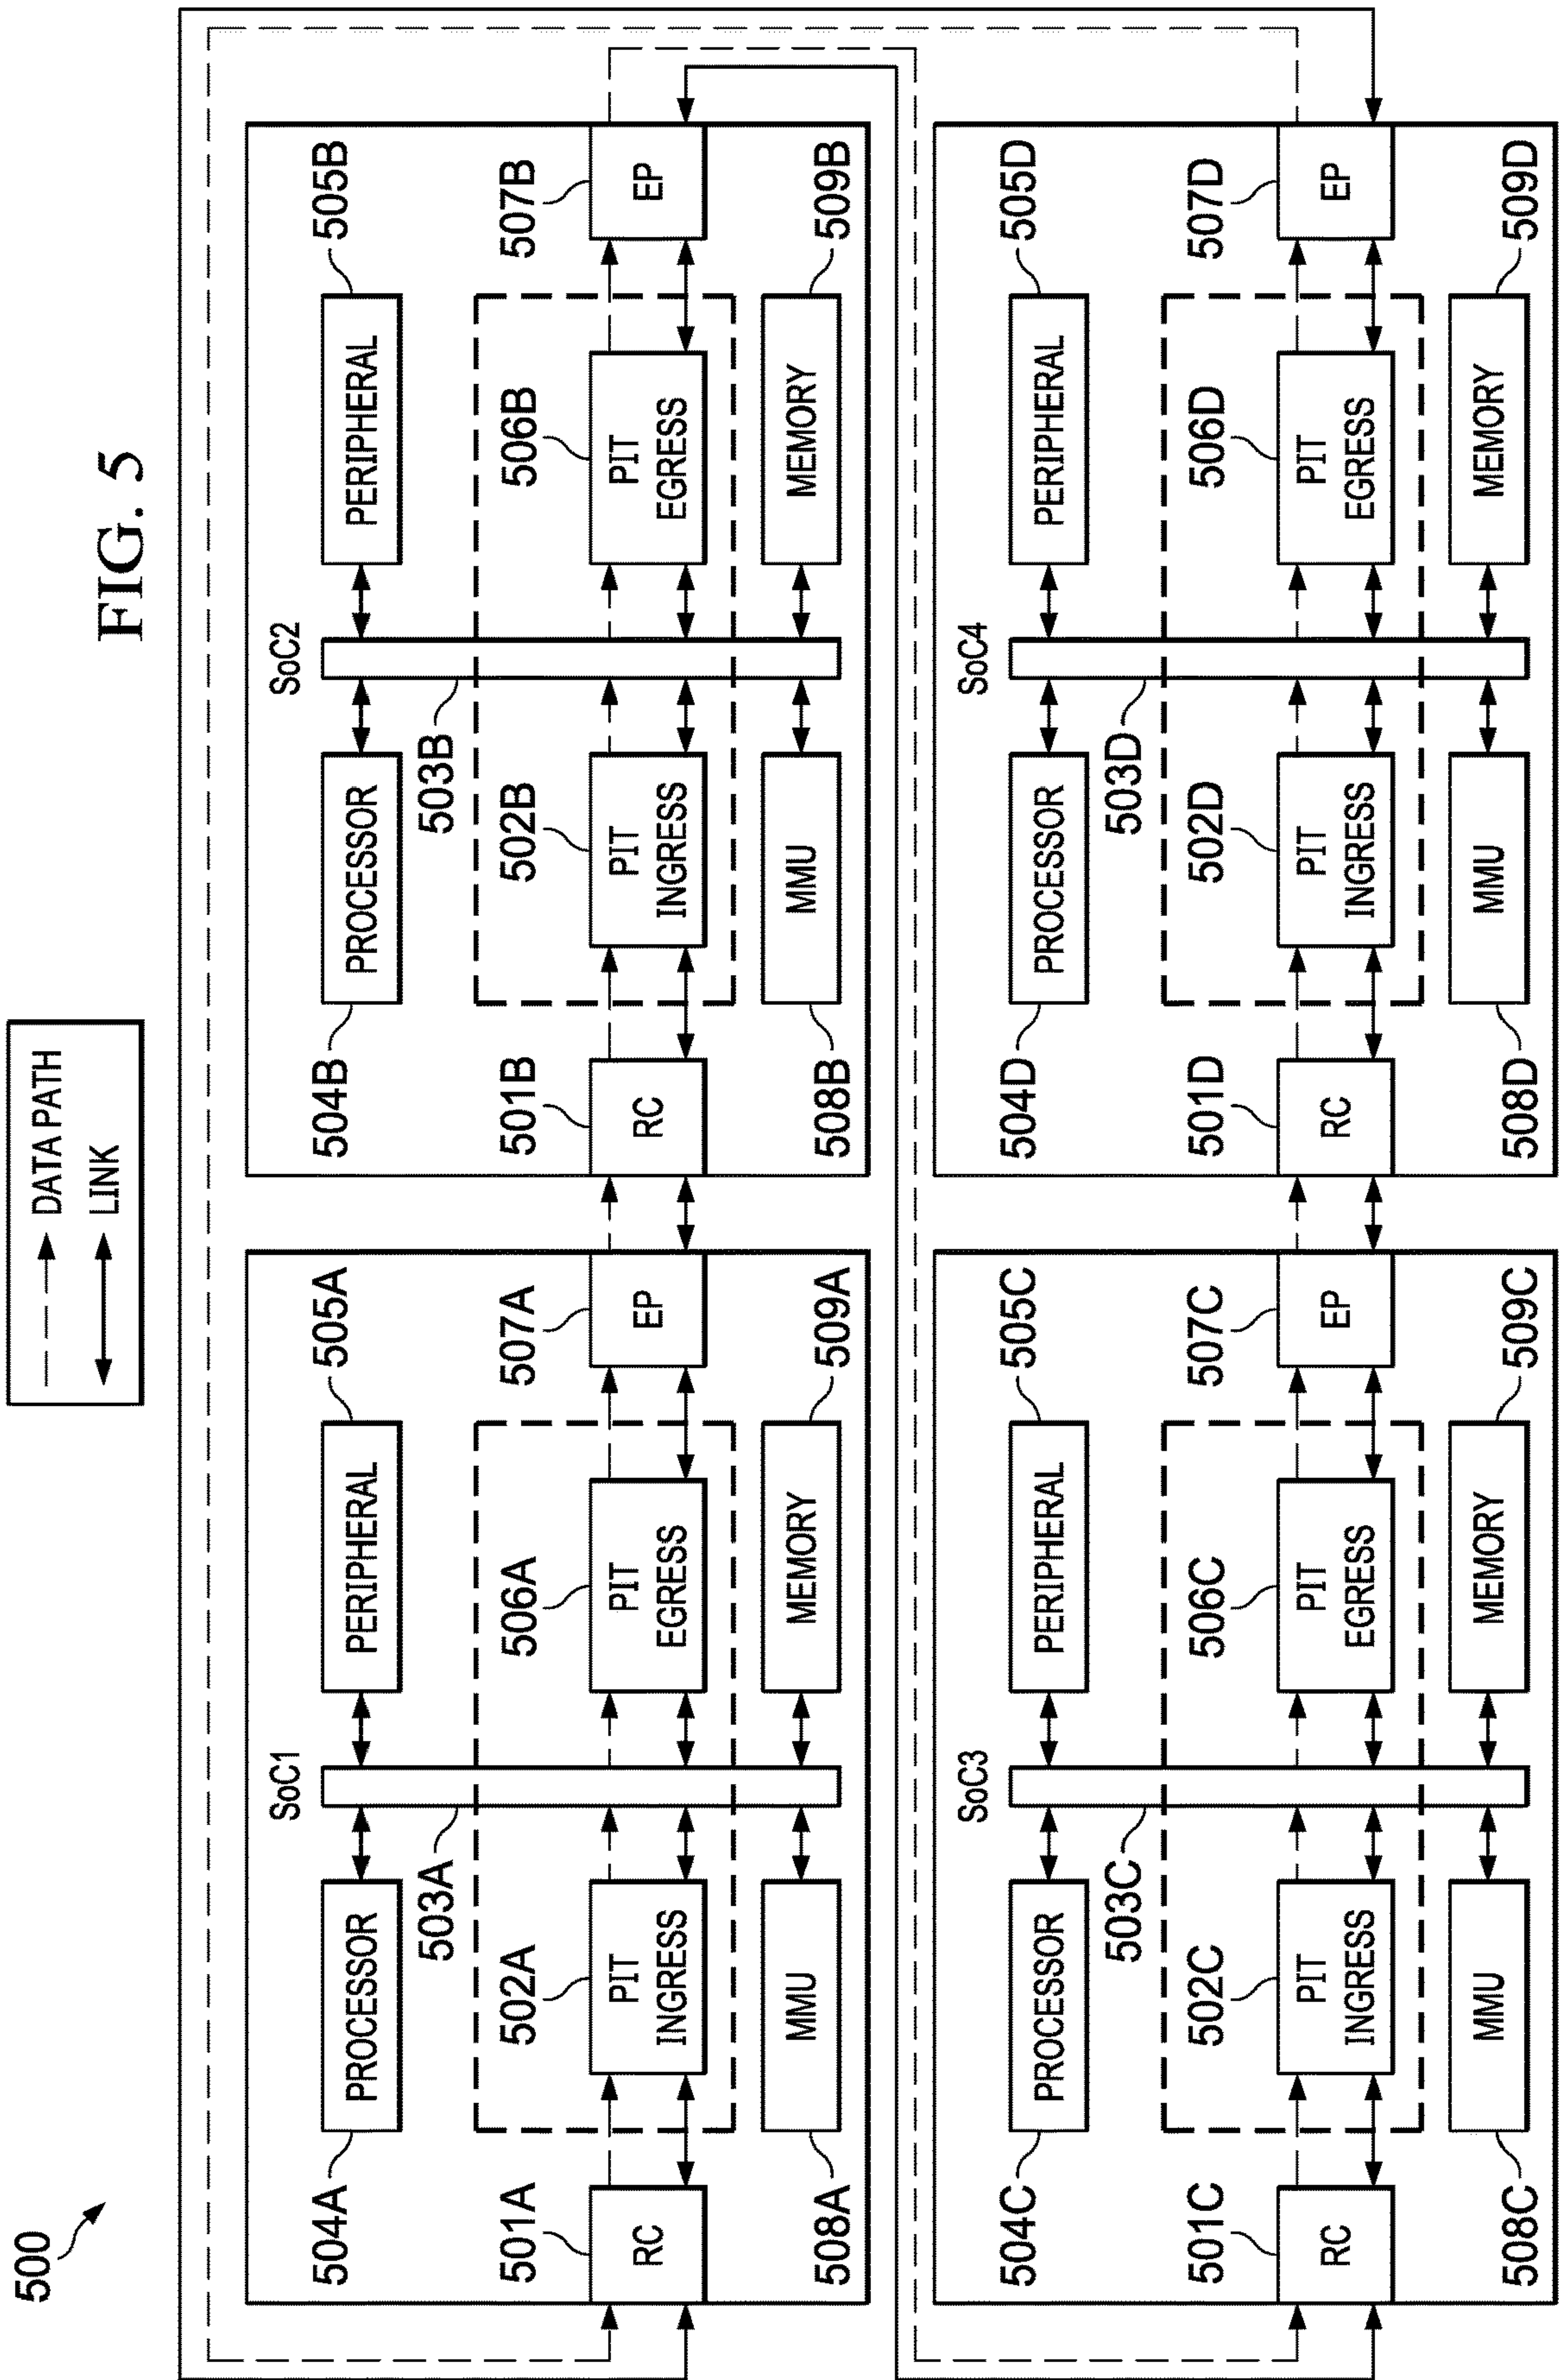 500
FIG. 5
DATA PATH
LINK
SoC1
504A
PROCESSOR
505A
PERIPHERAL
503A
501A
RC
502A
PIT
INGRESS
506A
PIT
EGRESS
507A
EP
508A
MMU
509A
MEMORY
SoC2
504B
PROCESSOR
505B
PERIPHERAL
503B
501B
RC
502B
PIT
INGRESS
506B
PIT
EGRESS
507B
EP
508B
MMU
509B
MEMORY
SoC3
504C
PROCESSOR
505C
PERIPHERAL
503C
501C
RC
502C
PIT
INGRESS
506C
PIT
EGRESS
507C
EP
508C
MMU
509C
MEMORY
SoC4
504D
PROCESSOR
505D
PERIPHERAL
503D
501D
RC
502D
PIT
INGRESS
506D
PIT
EGRESS
507D
EP
508D
MMU
509D
MEMORY